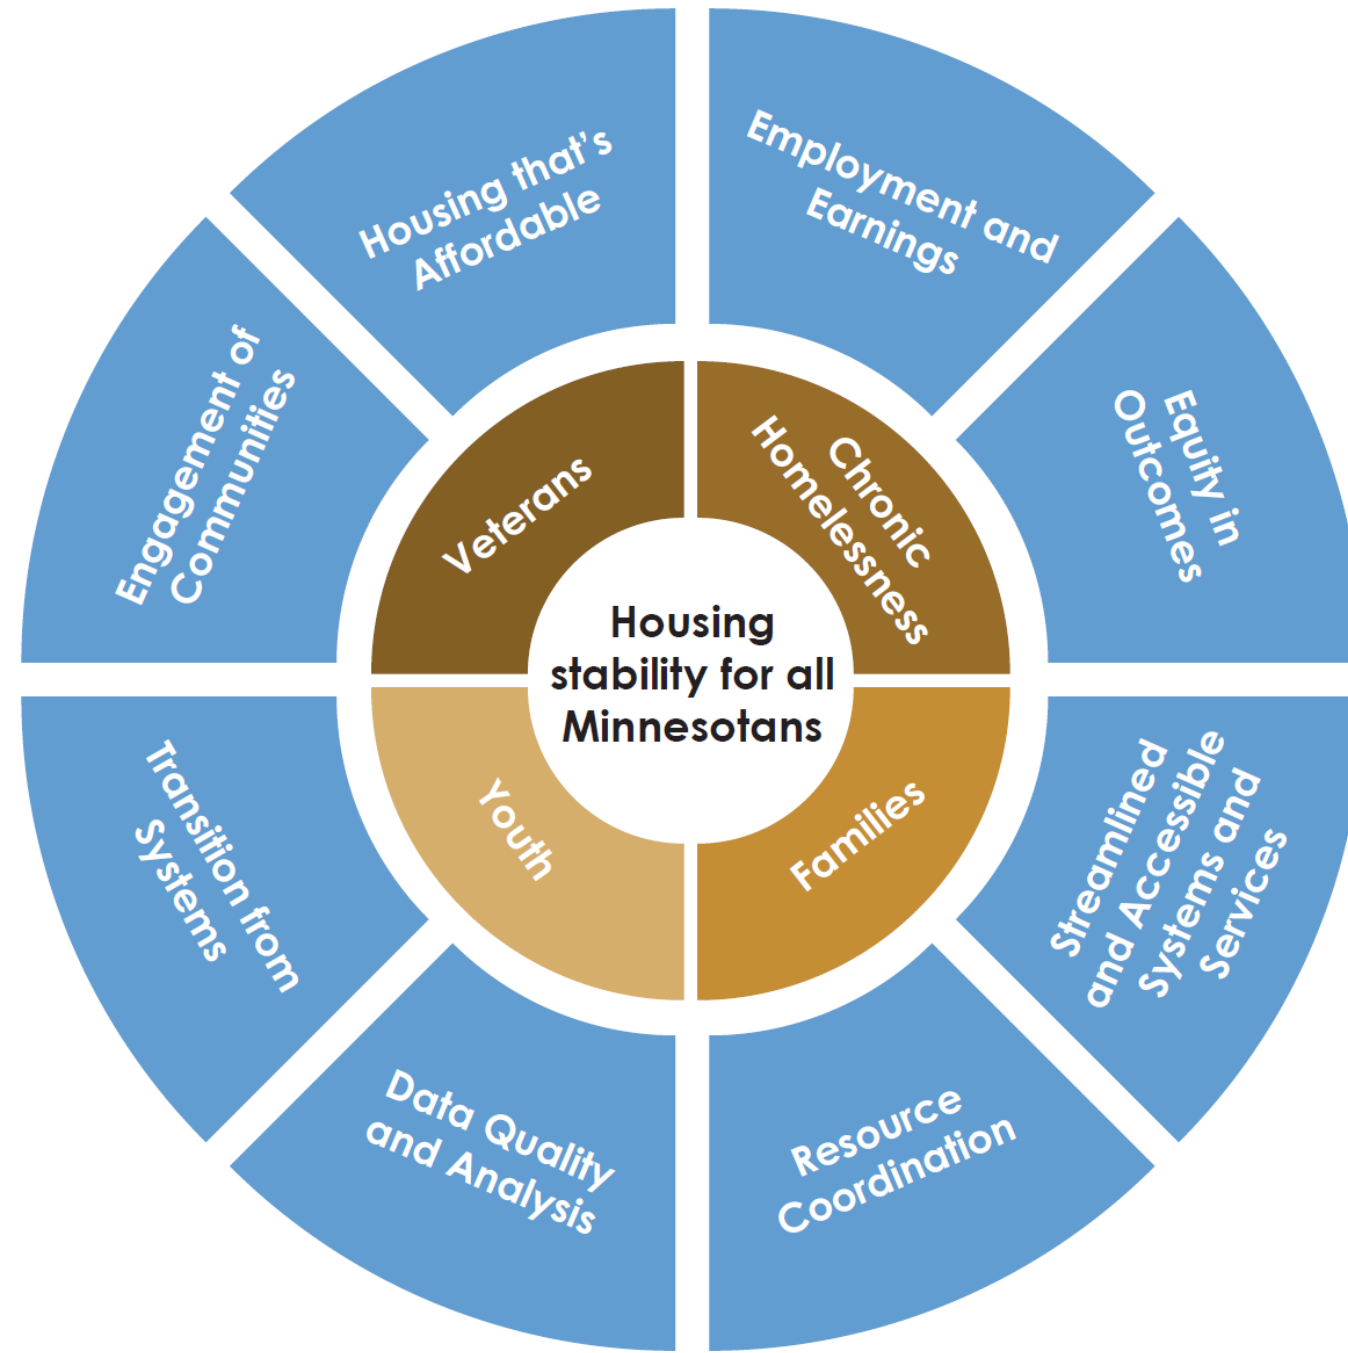 Housing that's
Affordable
Employment and
Earnings
Equity in
Outcomes
Streamlined
and Accessible
Systems and
Services
Resource
Coordination
Data Quality
and Analysis
Transition from
Systems
Engagement of
Communities
Veterans
Chronic
Homelessness
Families
Youth
Housing
stability for all
Minnesotans